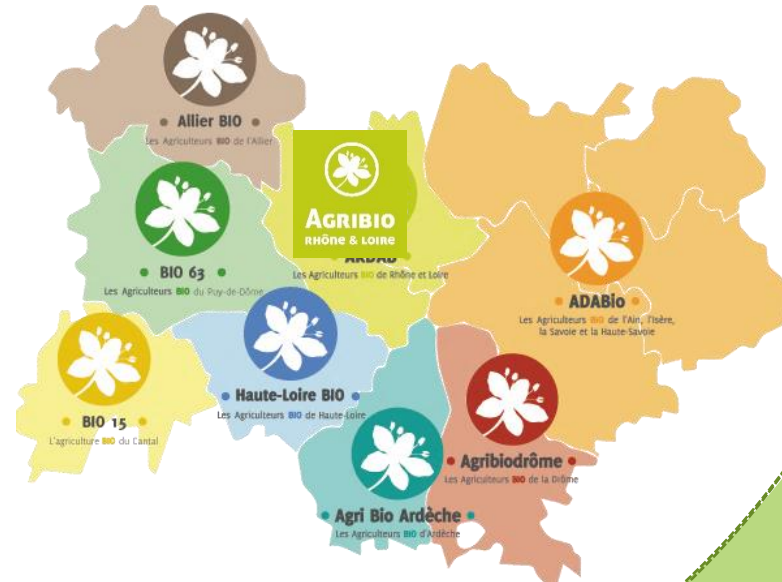 Allier BIO
Les Agriculteurs BIO de l'Allier
AGRIBIO
RHÔNE & LOIRE
ARDAB
Les Agriculteurs BIO de Rhône et Loire
BIO 63
Les Agriculteurs BIO du Puy-de-Dôme
ADABio
Les Agriculteurs BIO de l'Ain, l'Isère,
la Savoie et la Haute-Savoie
Haute-Loire BIO
Les Agriculteurs BIO de Haute-Loire
BIO 15
L'agriculture BIO du Cantal
Agribiodrôme
Les Agriculteurs BIO de la Drôme
Agri Bio Ardèche
Les Agriculteurs BIO d'Ardèche